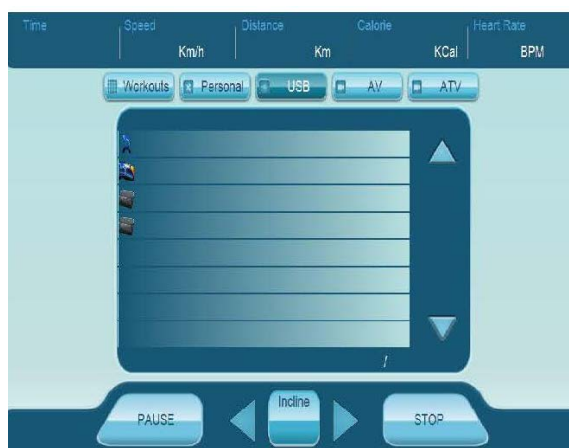 Time Speed Distance Calorie Heart Rate
Km/h Km KCal BPM
Workouts Personal USB AV ATV
/
Incline
PAUSE STOP